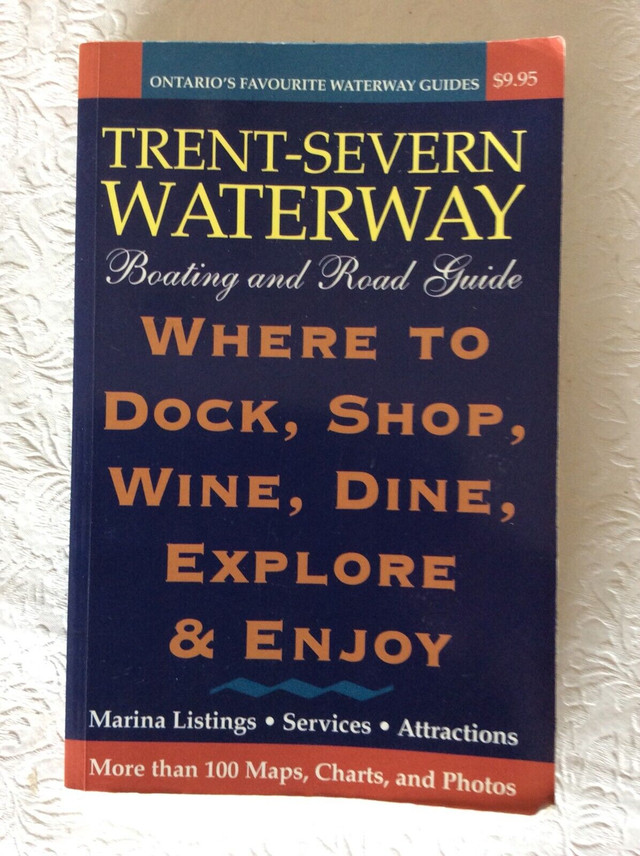 ONTARIO'S FAVOURITE WATERWAY GUIDES $9.95
TRENT-SEVERN
WATERWAY
Boating and Road Guide
WHERE TO
DOCK, SHOP,
WINE, DINE,
EXPLORE
& ENJOY
Marina Listings • Services • Attractions
More than 100 Maps, Charts, and Photos